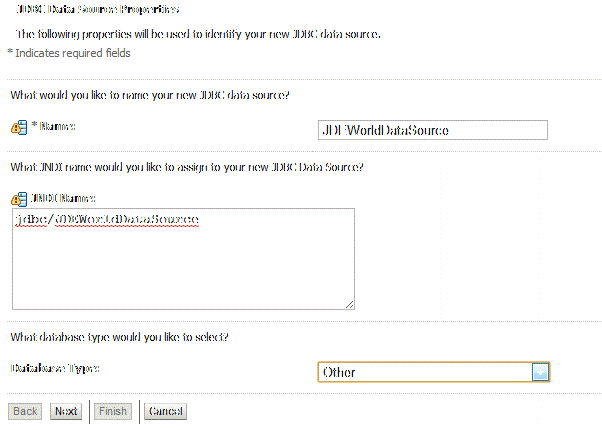 JDBC Data Source Properties
The following properties will be used to identify your new JDBC data source.
* Indicates required fields
What would you like to name your new JDBC data source?
* Name:
JDEWorldDataSource
What JNDI name would you like to assign to your new JDBC Data Source?
JNDI Name:
jdbc/JDEWorldDataSource
What database type would you like to select?
Database Type:
Other
Back Next Finish Cancel